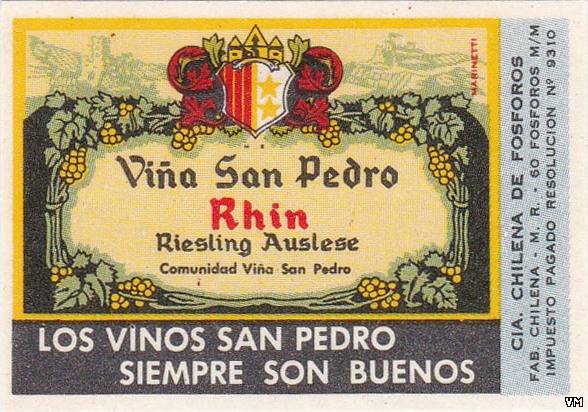 MARINETTI
Viña San Pedro
Rhin
Riesling Auslese
Comunidad Viña San Pedro
LOS VINOS SAN PEDRO
SIEMPRE SON BUENOS
CIA. CHILENA DE FOSFOROS
FAB. CHILENA - M. R. - 60 FOSFOROS M/M
IMPUESTO PAGADO RESOLUCION Nº 9310
VM